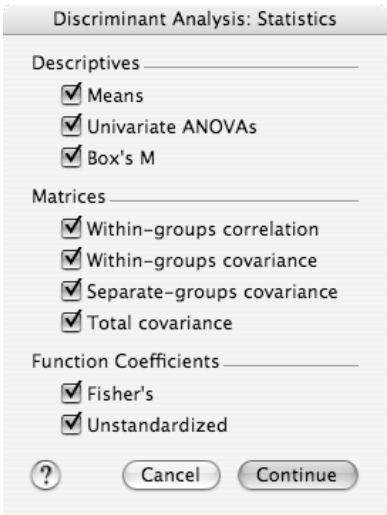 Discriminant Analysis: Statistics
Descriptives
Means
Univariate ANOVAs
Box's M
Matrices
Within-groups correlation
Within-groups covariance
Separate-groups covariance
Total covariance
Function Coefficients
Fisher's
Unstandardized
? Cancel Continue